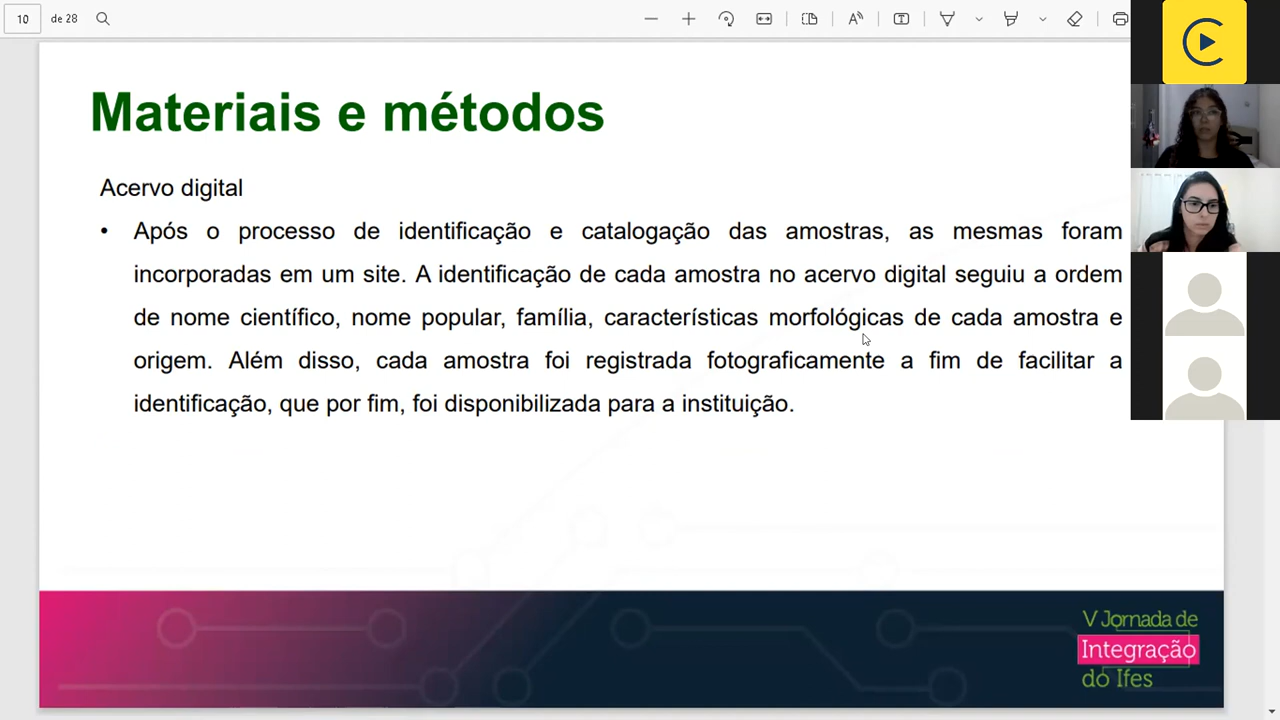 10 de 28
Materiais e métodos
Acervo digital
• Após o processo de identificação e catalogação das amostras, as mesmas foram
incorporadas em um site. A identificação de cada amostra no acervo digital seguiu a ordem
de nome científico, nome popular, família, características morfológicas de cada amostra e
origem. Além disso, cada amostra foi registrada fotograficamente a fim de facilitar a
identificação, que por fim, foi disponibilizada para a instituição.
V Jornada de
Integração
do Ifes